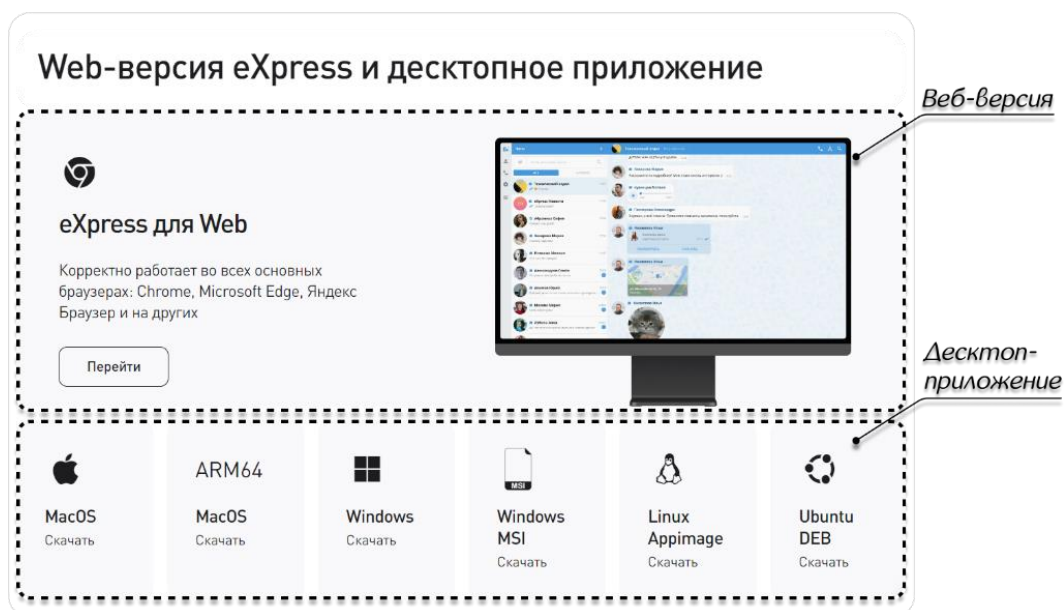 Web-версия eXpress и десктопное приложение
Веб-версия
eXpress для Web
Корректно работает во всех основных
браузерах: Chrome, Microsoft Edge, Яндекс
Браузер и на других
Перейти
Десктоп-
приложение
MacOS
Скачать
ARM64
MacOS
Скачать
Windows
Скачать
MSI
Windows
MSI
Скачать
Linux
Appimage
Скачать
Ubuntu
DEB
Скачать